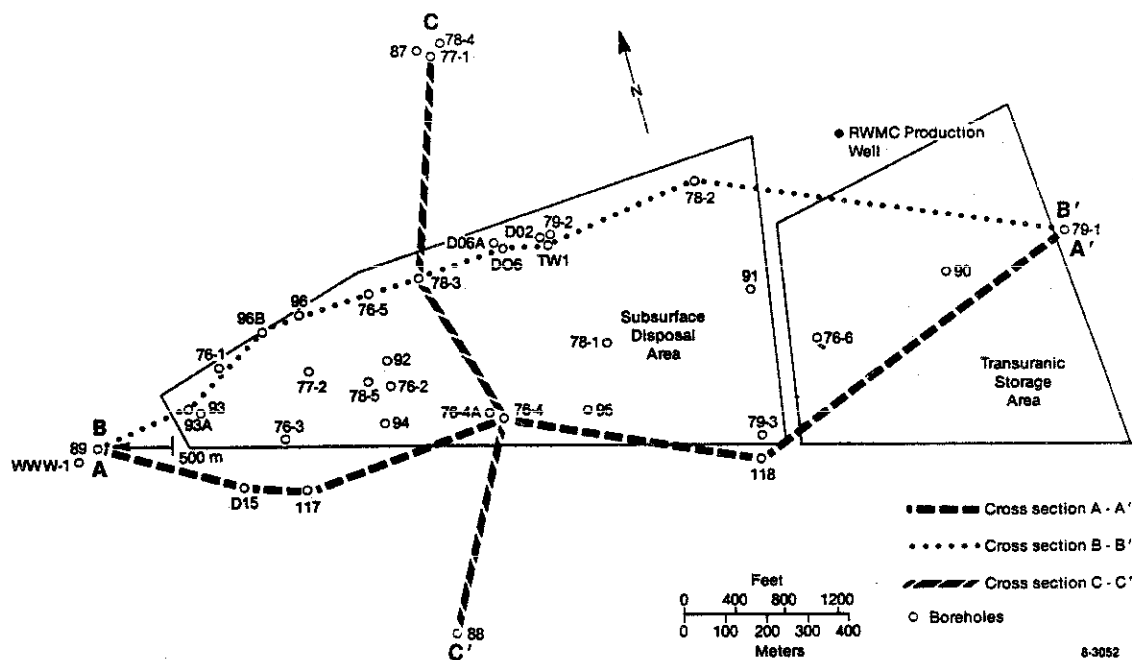 C
87
78-4
77-1
N
RWMC Production
Well
78-2
B'
79-1
A'
D02
79-2
D06A
DO6
TW1
78-3
90
91
96
76-5
96B
76-1
Subsurface
Disposal
Area
78-1
76-6
92
77-2
78-5
76-2
Transuranic
Storage
Area
93
93A
76-4A
76-4
95
94
76-3
79-3
B
89
A
WWW-1
500 m
118
D15
117
Cross section A - A'
Cross section B - B'
Cross section C - C'
Boreholes
Feet
0 400 800 1200
0 100 200 300 400
Meters
88
C'
8-3052